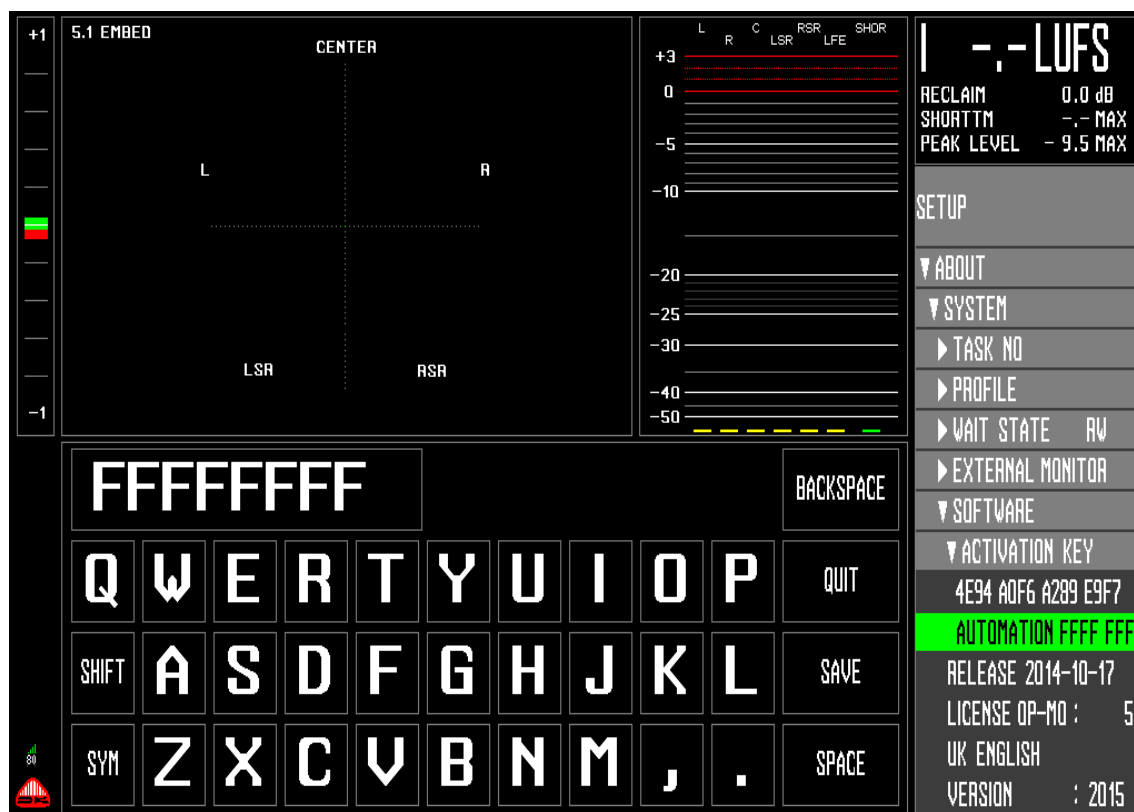 +1
-1
5.1 EMBED
CENTER
L
R
LSR
RSR
L C RSR SHOR
R LSR LFE
+3
0
-5
-10
-20
-25
-30
-40
-50
I -.-LUFS
RECLAIM 0.0 dB
SHORTTM -.- MAX
PEAK LEVEL - 9.5 MAX
SETUP
ABOUT
SYSTEM
TASK NO
PROFILE
WAIT STATE RW
EXTERNAL MONITOR
SOFTWARE
ACTIVATION KEY
4E94 A0F6 A289 E9F7
AUTOMATION FFFF FFF
RELEASE 2014-10-17
LICENSE OP-MO : 5
UK ENGLISH
VERSION : 2015
FFFFFFFF
BACKSPACE
Q W E R T Y U I O P QUIT
SHIFT A S D F G H J K L SAVE
SYM Z X C V B N M , . SPACE
80
DK